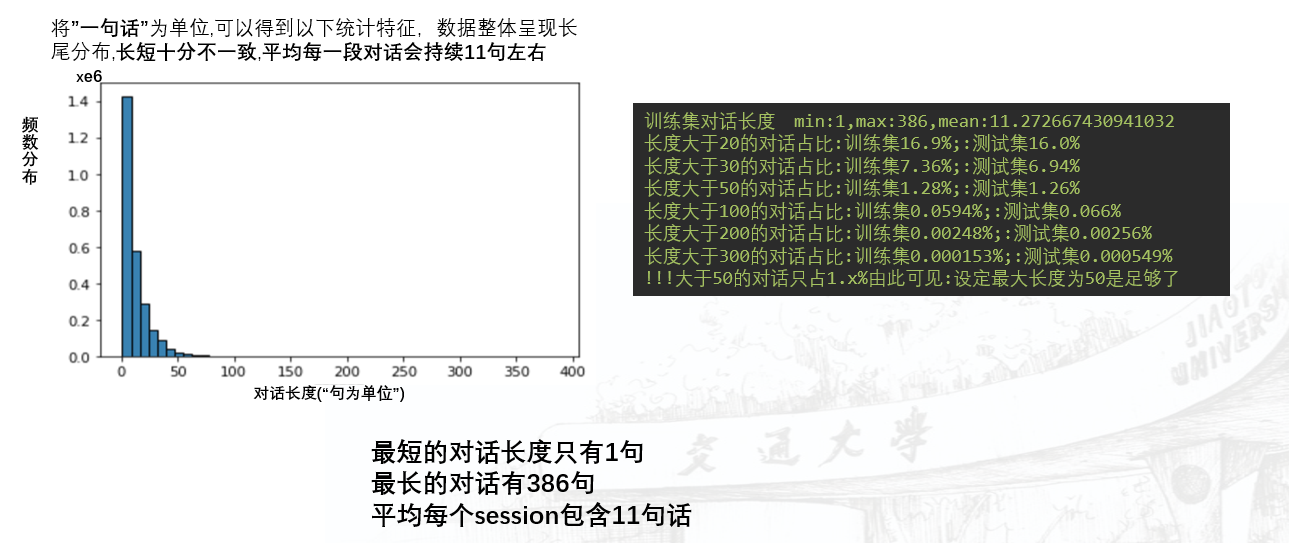 将”一句话”为单位,可以得到以下统计特征，数据整体呈现长
尾分布,长短十分不一致,平均每一段对话会持续11句左右
xe6
频数分布
1.4
1.2
1.0
0.8
0.6
0.4
0.2
0.0
0 50 100 150 200 250 300 350 400
对话长度(“句为单位”)
训练集对话长度 min:1,max:386,mean:11.272667430941032
长度大于20的对话占比:训练集16.9%;:测试集16.0%
长度大于30的对话占比:训练集7.36%;:测试集6.94%
长度大于50的对话占比:训练集1.28%;:测试集1.26%
长度大于100的对话占比:训练集0.0594%;:测试集0.066%
长度大于200的对话占比:训练集0.00248%;:测试集0.00256%
长度大于300的对话占比:训练集0.000153%;:测试集0.000549%
!!!大于50的对话只占1.x%由此可见:设定最大长度为50是足够了
最短的对话长度只有1句
最长的对话有386句
平均每个session包含11句话
交通大学
JIAOTO
UNIVERS